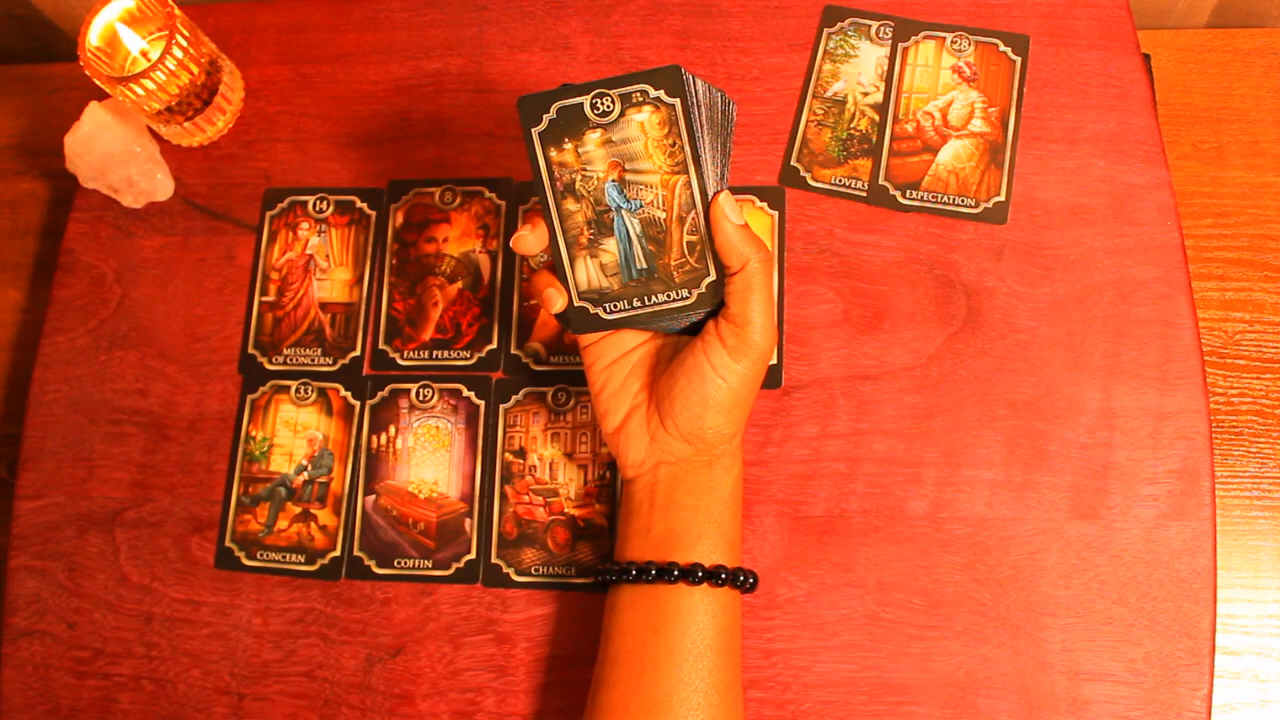 15
LOVERS
28
EXPECTATION
38
TOIL & LABOUR
14
MESSAGE
OF CONCERN
8
FALSE PERSON
33
CONCERN
19
COFFIN
9
CHANGE